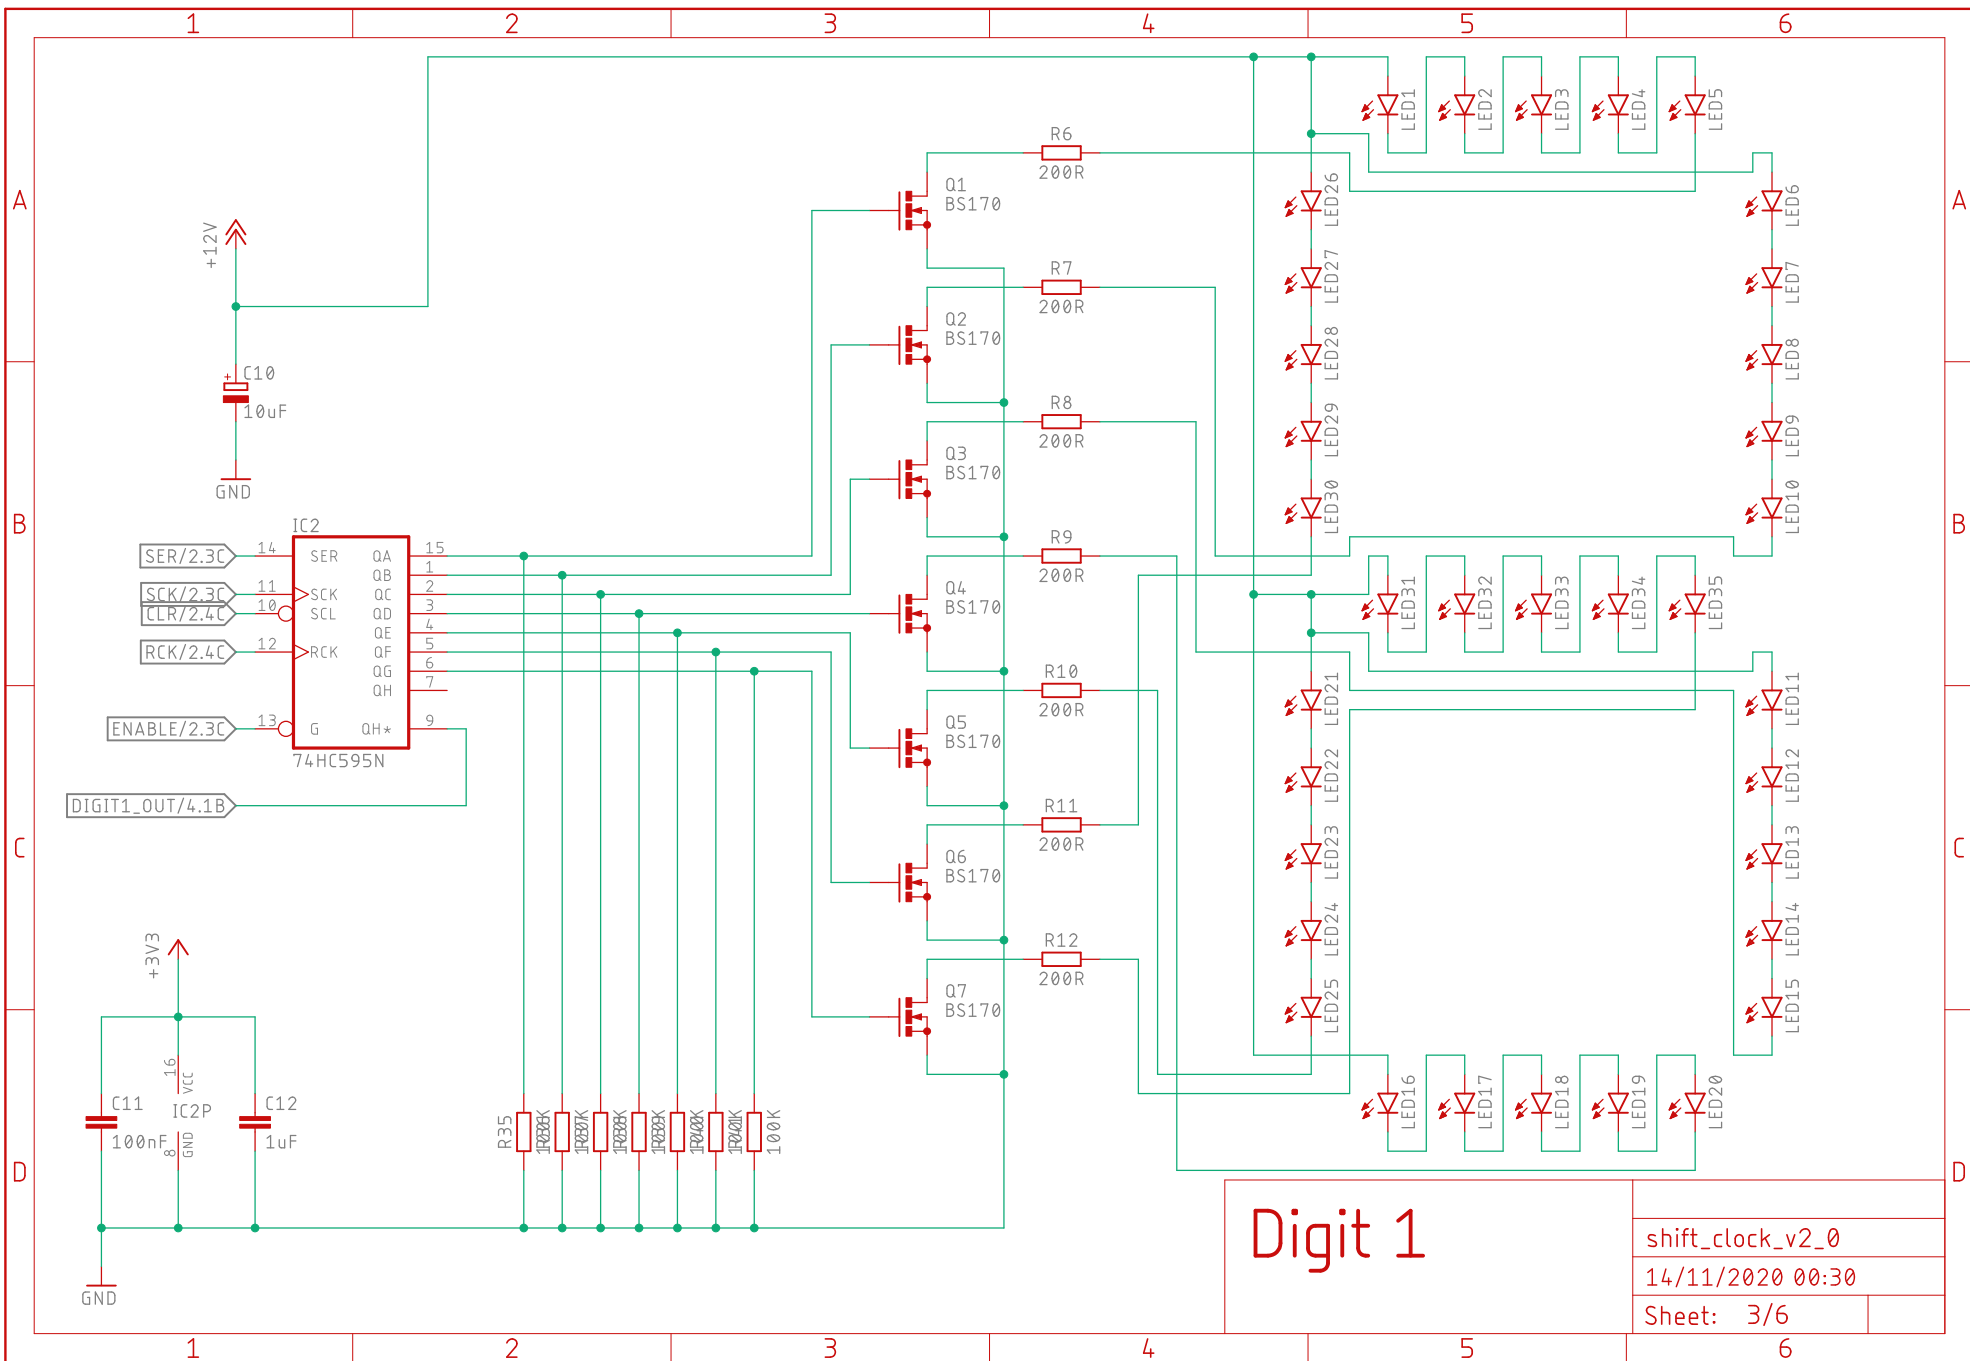 1 2 3 4 5 6
A A
B B
C C
D D
+12V
C10
+
10uF
GND
IC2
SER/2.3C 14 SER QA 15
QB 1
SCK/2.3C 11 SCK QC 2
CLR/2.4C 10 SCL QD 3
QE 4
RCK/2.4C 12 RCK QF 5
QG 6
QH 7
ENABLE/2.3C 13 G QH* 9
74HC595N
DIGIT1_OUT/4.1B
+3V3
C11
100nF
16
VCC
IC2P
8
GND
C12
1uF
GND
R35
100K
Q1
BS170
Q2
BS170
Q3
BS170
Q4
BS170
Q5
BS170
Q6
BS170
Q7
BS170
R6
200R
R7
200R
R8
200R
R9
200R
R10
200R
R11
200R
R12
200R
LED1
LED2
LED3
LED4
LED5
LED26
LED27
LED28
LED29
LED30
LED6
LED7
LED8
LED9
LED10
LED31
LED32
LED33
LED34
LED35
LED21
LED22
LED23
LED24
LED25
LED11
LED12
LED13
LED14
LED15
LED16
LED17
LED18
LED19
LED20
Digit 1
shift_clock_v2_0
14/11/2020 00:30
Sheet: 3/6
1 2 3 4 5 6